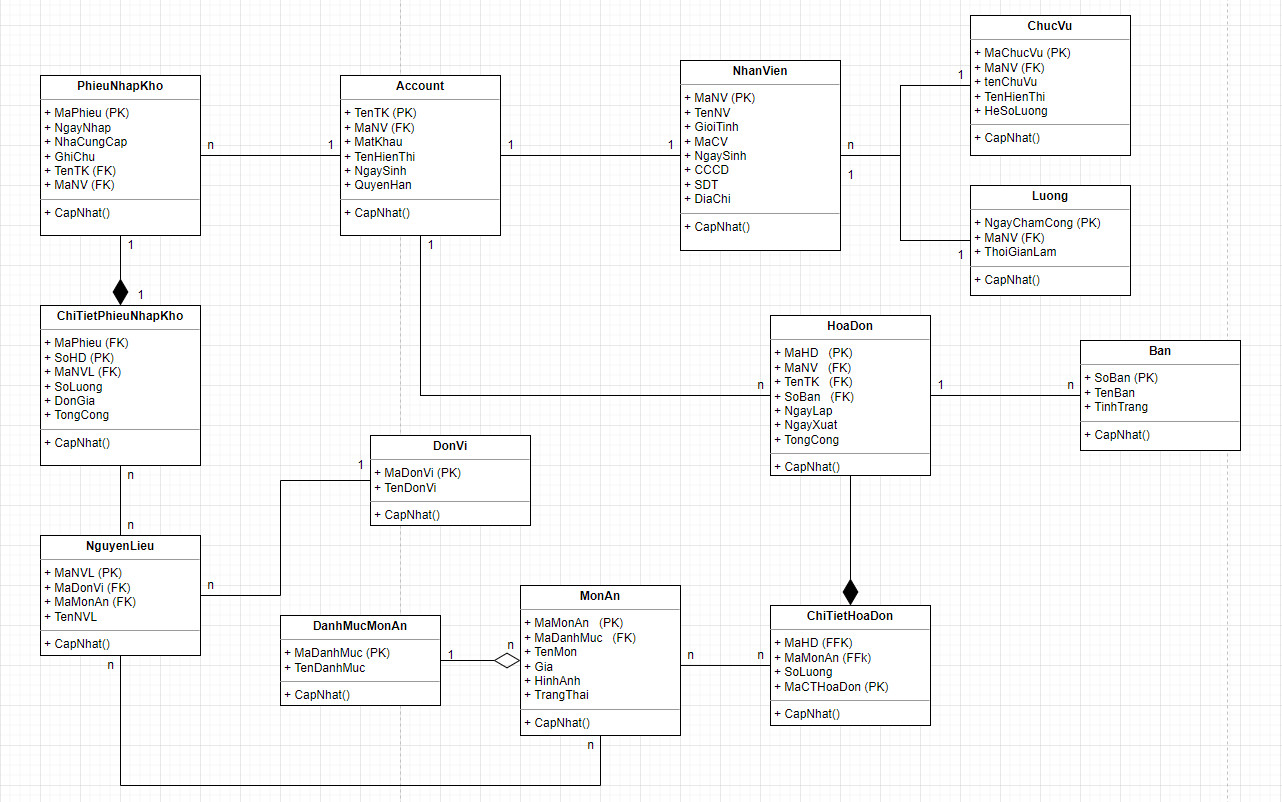 PhieuNhapKho
+ MaPhieu (PK)
+ NgayNhap
+ NhaCungCap
+ GhiChu
+ TenTK (FK)
+ MaNV (FK)
+ CapNhat()
n
1
1
Account
+ TenTK (PK)
+ MaNV (FK)
+ MatKhau
+ TenHienThi
+ NgaySinh
+ QuyenHan
+ CapNhat()
1
1
1
NhanVien
+ MaNV (PK)
+ TenNV
+ GioiTinh
+ MaCV
+ NgaySinh
+ CCCD
+ SDT
+ DiaChi
+ CapNhat()
n
1
1
1
ChucVu
+ MaChucVu (PK)
+ MaNV (FK)
+ tenChuVu
+ TenHienThi
+ HeSoLuong
+ CapNhat()
Luong
+ NgayChamCong (PK)
+ MaNV (FK)
+ ThoiGianLam
+ CapNhat()
1
ChiTietPhieuNhapKho
+ MaPhieu (FK)
+ SoHD (PK)
+ MaNVL (FK)
+ SoLuong
+ DonGia
+ TongCong
+ CapNhat()
n
n
n
HoaDon
+ MaHD (PK)
+ MaNV (FK)
+ TenTK (FK)
+ SoBan (FK)
+ NgayLap
+ NgayXuat
+ TongCong
+ CapNhat()
1
n
Ban
+ SoBan (PK)
+ TenBan
+ TinhTrang
+ CapNhat()
1
DonVi
+ MaDonVi (PK)
+ TenDonVi
+ CapNhat()
NguyenLieu
+ MaNVL (PK)
+ MaDonVi (FK)
+ MaMonAn (FK)
+ TenNVL
+ CapNhat()
n
n
DanhMucMonAn
+ MaDanhMuc (PK)
+ TenDanhMuc
+ CapNhat()
1
n
MonAn
+ MaMonAn (PK)
+ MaDanhMuc (FK)
+ TenMon
+ Gia
+ HinhAnh
+ TrangThai
+ CapNhat()
n
n
n
ChiTietHoaDon
+ MaHD (FFK)
+ MaMonAn (FFk)
+ SoLuong
+ MaCTHoaDon (PK)
+ CapNhat()